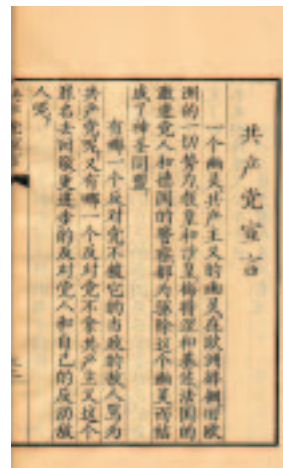 共产党宣言
一个幽灵共产主义的幽灵在欧洲徘徊旧欧
洲的一切势力教皇和沙皇梅特涅和基佐法国的
激进党人和德国的警察都为驱除这个幽灵而结
成了神圣同盟
有哪一个反对党不被它的当政的敌人骂为
共产党呢又有哪一个反对党不拿共产主义这个
罪名去回敬更进步的反对党人和自己的反动敌
人呢